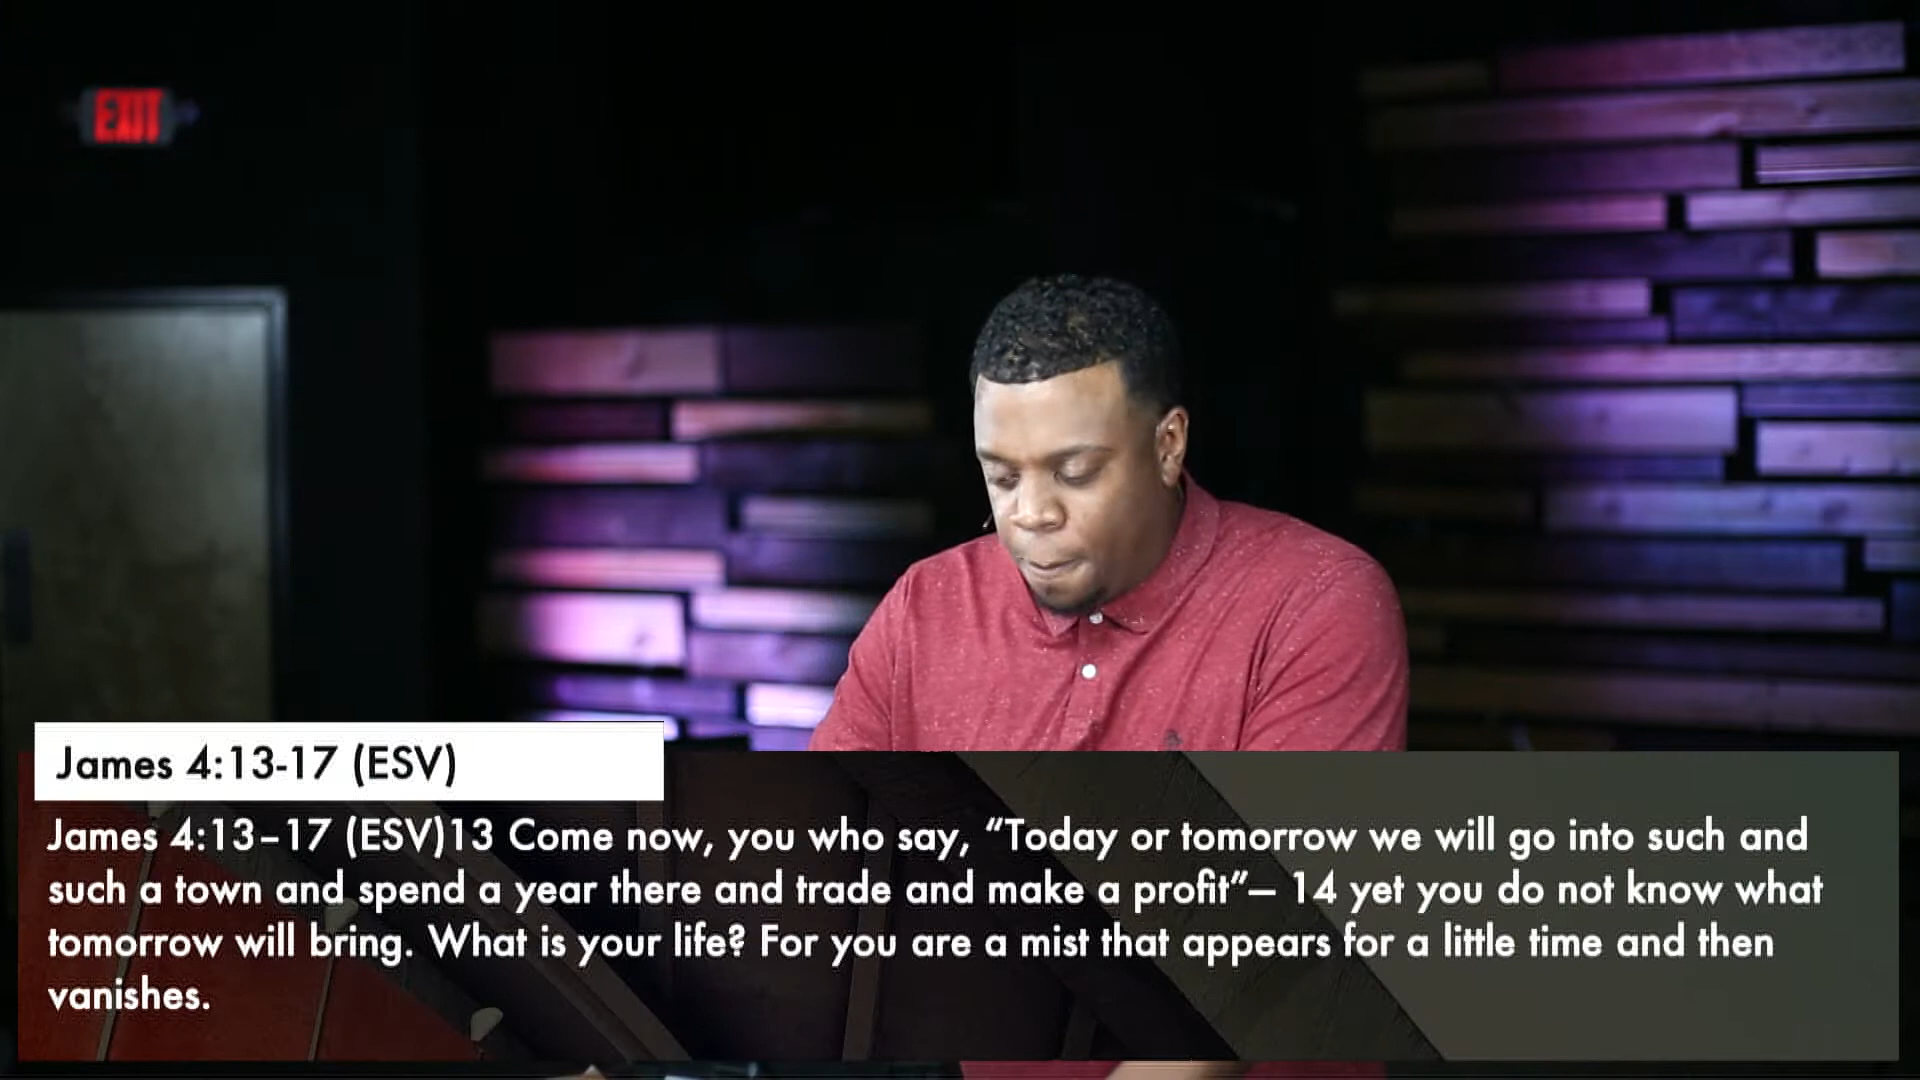 EXIT
James 4:13-17 (ESV)
James 4:13–17 (ESV)13 Come now, you who say, “Today or tomorrow we will go into such and
such a town and spend a year there and trade and make a profit”— 14 yet you do not know what
tomorrow will bring. What is your life? For you are a mist that appears for a little time and then
vanishes.